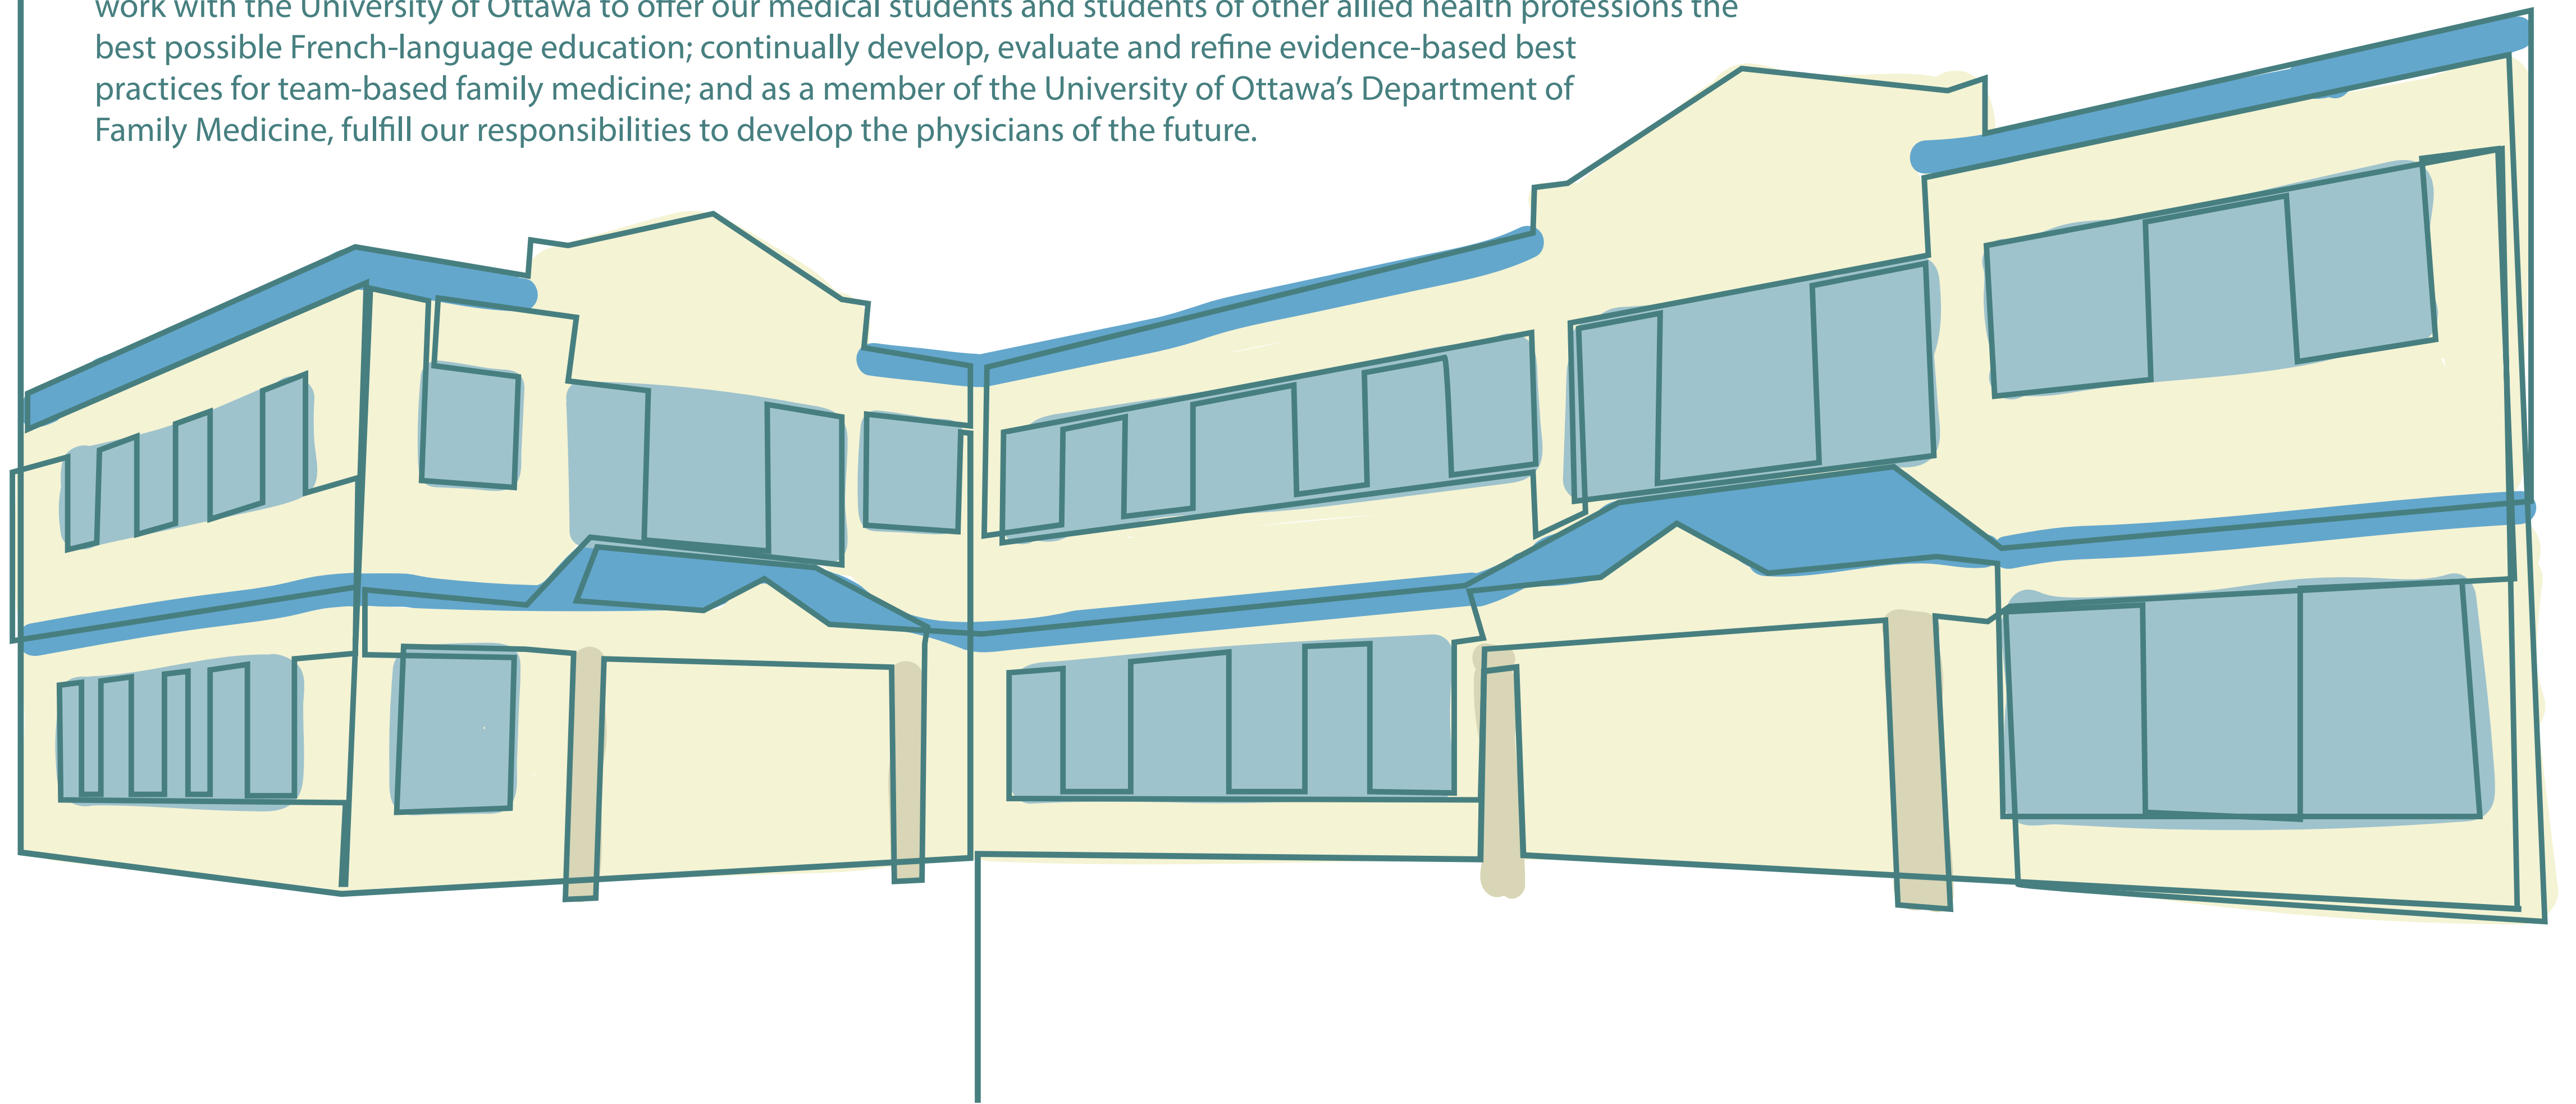 work with the University of Ottawa to offer our medical students and students of other allied health professions the
best possible French-language education; continually develop, evaluate and refine evidence-based best
practices for team-based family medicine; and as a member of the University of Ottawa’s Department of
Family Medicine, fulfill our responsibilities to develop the physicians of the future.